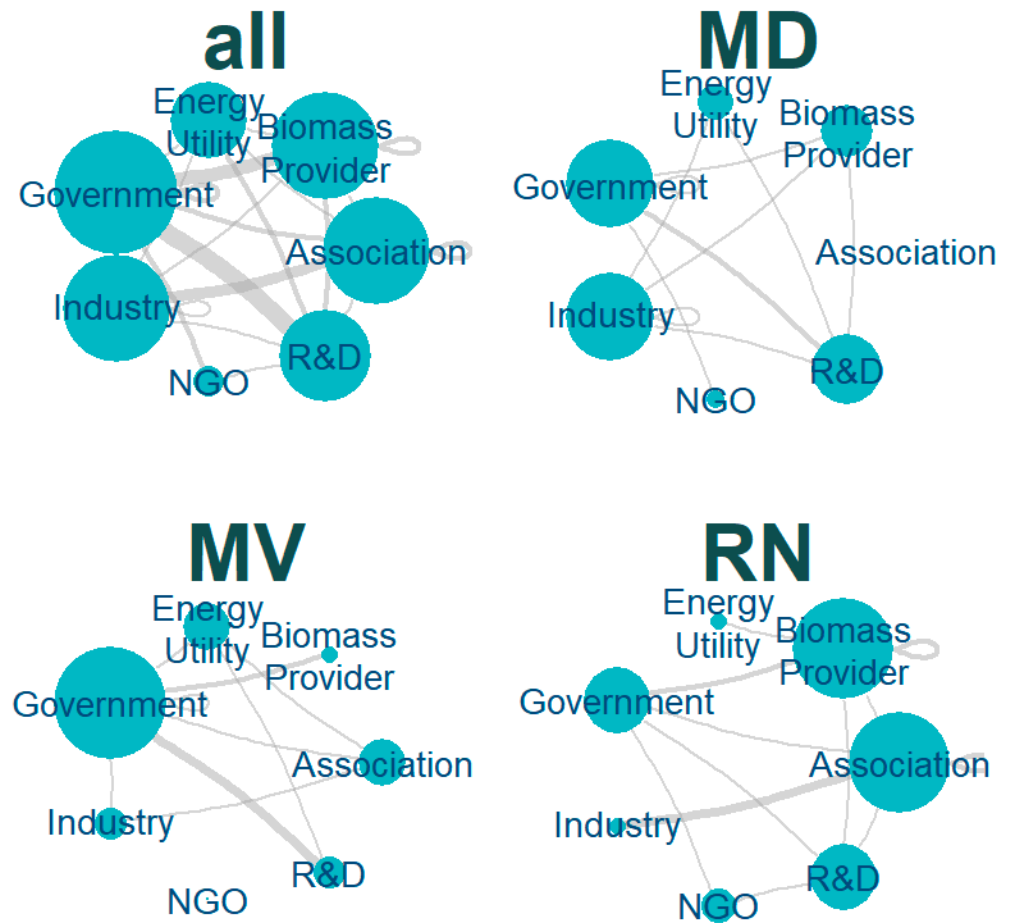 all
Energy
Utility
Biomass
Provider
Government
Association
Industry
R&D
NGO
MD
Energy
Utility
Biomass
Provider
Government
Association
Industry
R&D
NGO
MV
Energy
Utility
Biomass
Provider
Government
Association
Industry
R&D
NGO
RN
Energy
Utility
Biomass
Provider
Government
Association
Industry
R&D
NGO